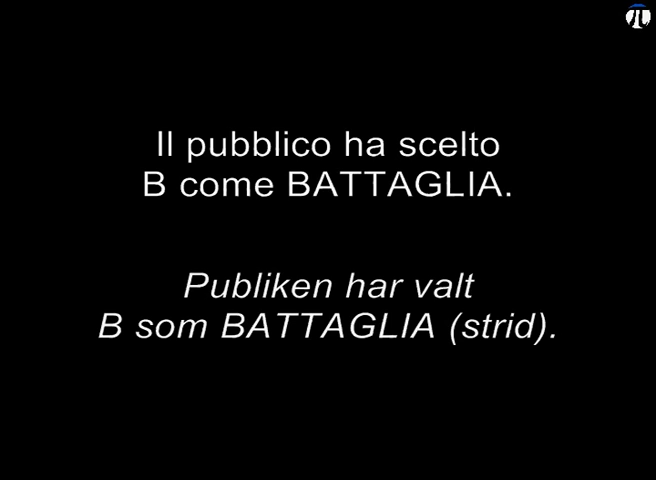 Il pubblico ha scelto
B come BATTAGLIA.
Publiken har valt
B som BATTAGLIA (strid).